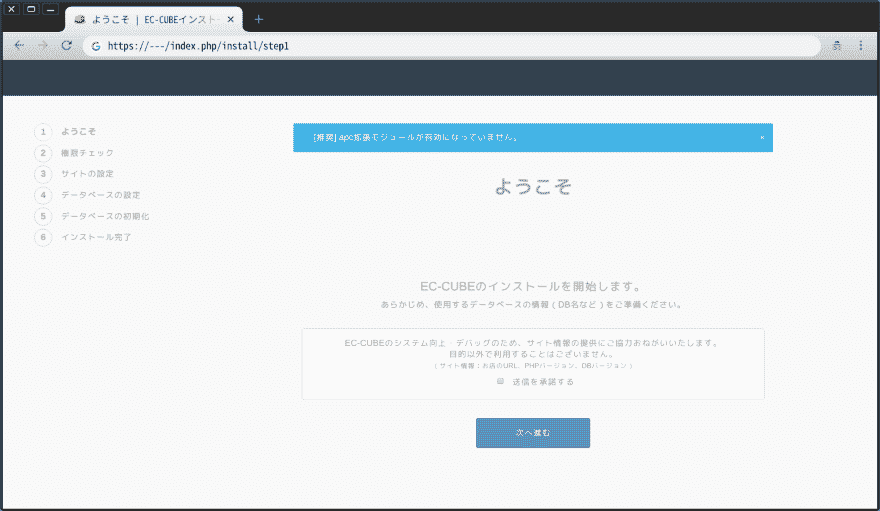 ようこそ | EC-CUBEインスト
https://---/index.php/install/step1
1 ようこそ
2 権限チェック
3 サイトの設定
4 データベースの設定
5 データベースの初期化
6 インストール完了
[推奨] apc拡張モジュールが有効になっていません。
×
ようこそ
EC-CUBEのインストールを開始します。
あらかじめ、使用するデータベースの情報 ( DB名など ) をご準備ください。
EC-CUBEのシステム向上・デバッグのため、サイト情報の提供にご協力おねがいいたします。
目的以外で利用することはございません。
( サイト情報：お店のURL、PHPバージョン、DBバージョン )
送信を承諾する
次へ進む